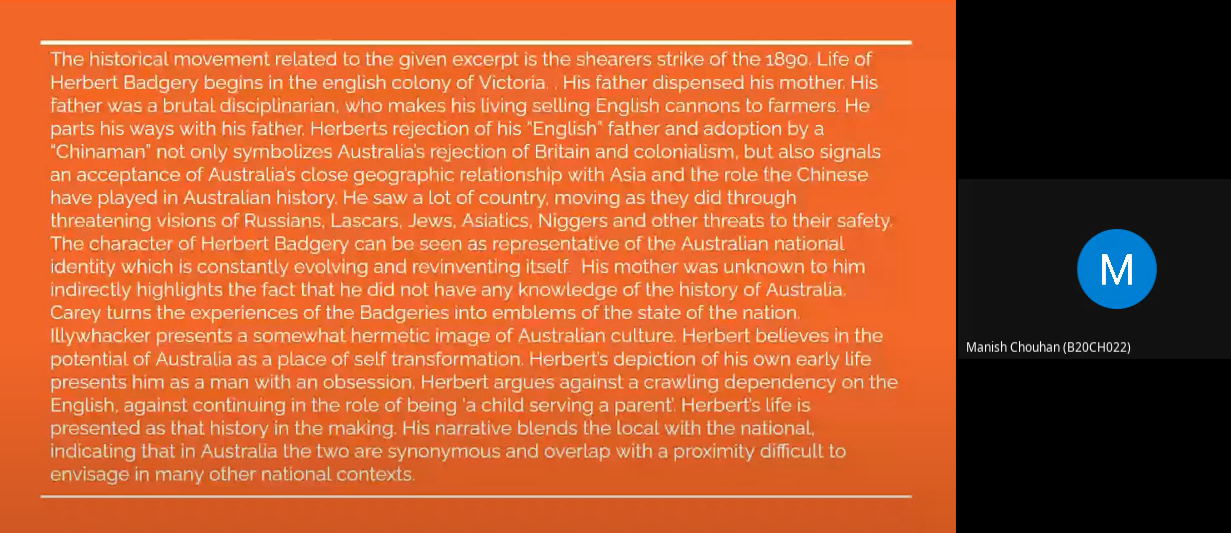 The historical movement related to the given excerpt is the shearers strike of the 1890. Life of
Herbert Badgery begins in the english colony of Victoria. . His father dispensed his mother. His
father was a brutal disciplinarian, who makes his living selling English cannons to farmers. He
parts his ways with his father. Herberts rejection of his "English" father and adoption by a
"Chinaman" not only symbolizes Australia's rejection of Britain and colonialism, but also signals
an acceptance of Australia's close geographic relationship with Asia and the role the Chinese
have played in Australian history. He saw a lot of country, moving as they did through
threatening visions of Russians, Lascars, Jews, Asiatics, Niggers and other threats to their safety.
The character of Herbert Badgery can be seen as representative of the Australian national
identity which is constantly evolving and revinventing itself. His mother was unknown to him
indirectly highlights the fact that he did not have any knowledge of the history of Australia.
Carey turns the experiences of the Badgeries into emblems of the state of the nation.
Illywhacker presents a somewhat hermetic image of Australian culture. Herbert believes in the
potential of Australia as a place of self transformation. Herbert's depiction of his own early life
presents him as a man with an obsession. Herbert argues against a crawling dependency on the
English, against continuing in the role of being 'a child serving a parent'. Herbert's life is
presented as that history in the making. His narrative blends the local with the national,
indicating that in Australia the two are synonymous and overlap with a proximity difficult to
envisage in many other national contexts.
M
Manish Chouhan (B20CH022)